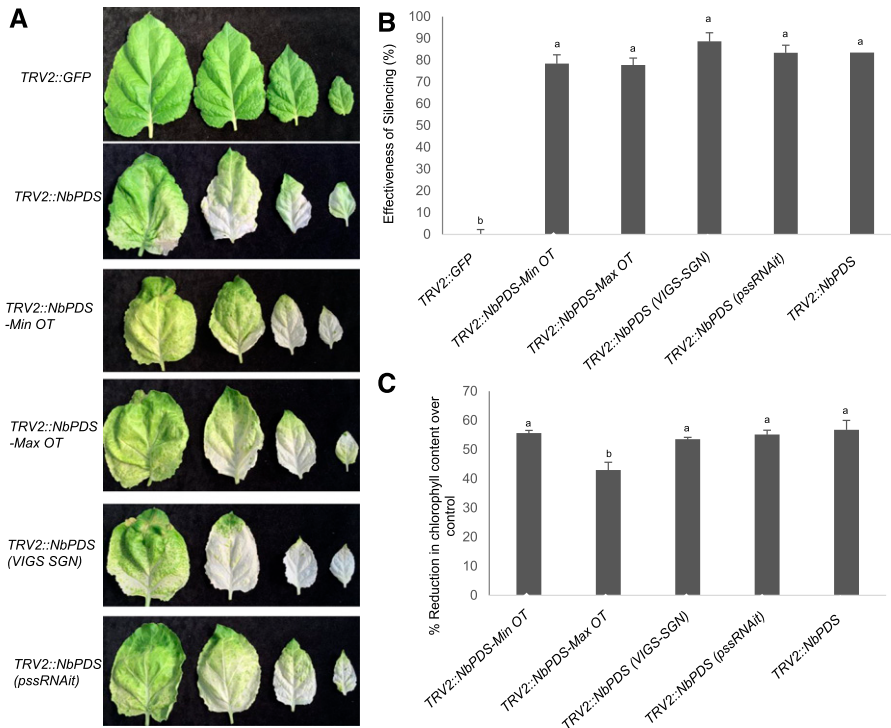 A
TRV2::GFP
TRV2::NbPDS
TRV2::NbPDS
-Min OT
TRV2::NbPDS
-Max OT
TRV2::NbPDS
(VIGS SGN)
TRV2::NbPDS
(pssRNAit)
B
Effectiveness of Silencing (%)
100
90
80
70
60
50
40
30
20
10
0
b
a
a
a
a
a
TRV2::GFP
TRV2::NbPDS-Min OT
TRV2::NbPDS-Max OT
TRV2::NbPDS (VIGS-SGN)
TRV2::NbPDS (pssRNAit)
TRV2::NbPDS
C
% Reduction in chlorophyll content over
control
70
60
50
40
30
20
10
0
a
b
a
a
a
TRV2::NbPDS-Min OT
TRV2::NbPDS-Max OT
TRV2::NbPDS (VIGS-SGN)
TRV2::NbPDS (pssRNAit)
TRV2::NbPDS